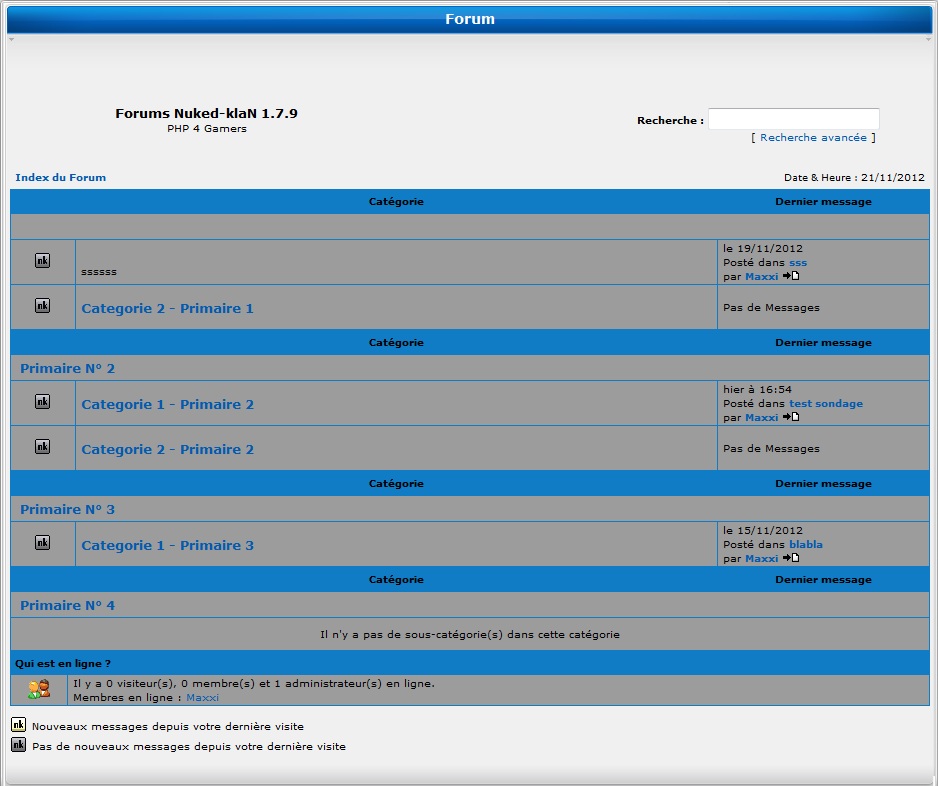 Forum
Forums Nuked-klaN 1.7.9
PHP 4 Gamers
Recherche :
[ Recherche avancée ]
Index du Forum
Date & Heure : 21/11/2012
Catégorie Dernier message
nk
ssssss
le 19/11/2012
Posté dans sss
par Maxxi
nk
Categorie 2 - Primaire 1
Pas de Messages
Catégorie Dernier message
Primaire N° 2
nk
Categorie 1 - Primaire 2
hier à 16:54
Posté dans test sondage
par Maxxi
nk
Categorie 2 - Primaire 2
Pas de Messages
Catégorie Dernier message
Primaire N° 3
nk
Categorie 1 - Primaire 3
le 15/11/2012
Posté dans blabla
par Maxxi
Catégorie Dernier message
Primaire N° 4
Il n'y a pas de sous-catégorie(s) dans cette catégorie
Qui est en ligne ?
Il y a 0 visiteur(s), 0 membre(s) et 1 administrateur(s) en ligne.
Membres en ligne : Maxxi
nk Nouveaux messages depuis votre dernière visite
nk Pas de nouveaux messages depuis votre dernière visite